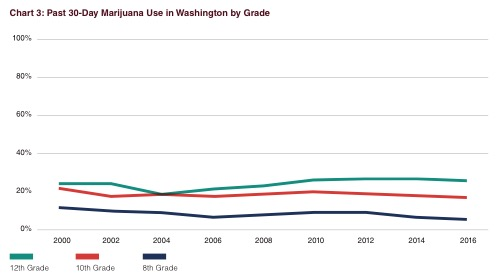 Chart 3: Past 30-Day Marijuana Use in Washington by Grade
100%
80%
60%
40%
20%
0%
2000 2002 2004 2006 2008 2010 2012 2014 2016
12th Grade 10th Grade 8th Grade